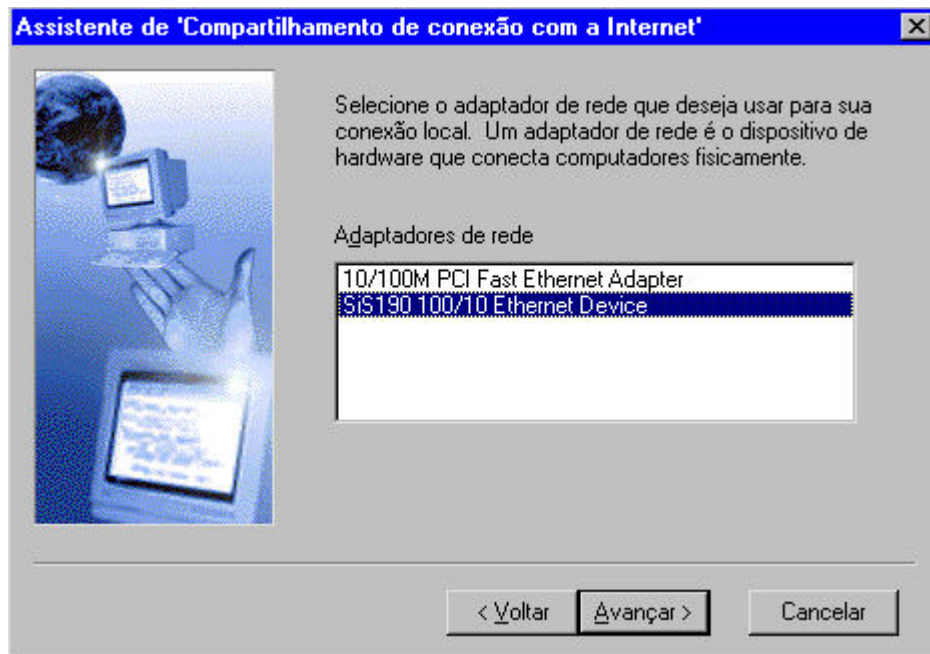 Assistente de 'Compartilhamento de conexão com a Internet'
Selecione o adaptador de rede que deseja usar para sua
conexão local. Um adaptador de rede é o dispositivo de
hardware que conecta computadores fisicamente.
Adaptadores de rede
10/100M PCI Fast Ethernet Adapter
SiS190 100/10 Ethernet Device
< Voltar
Avançar >
Cancelar